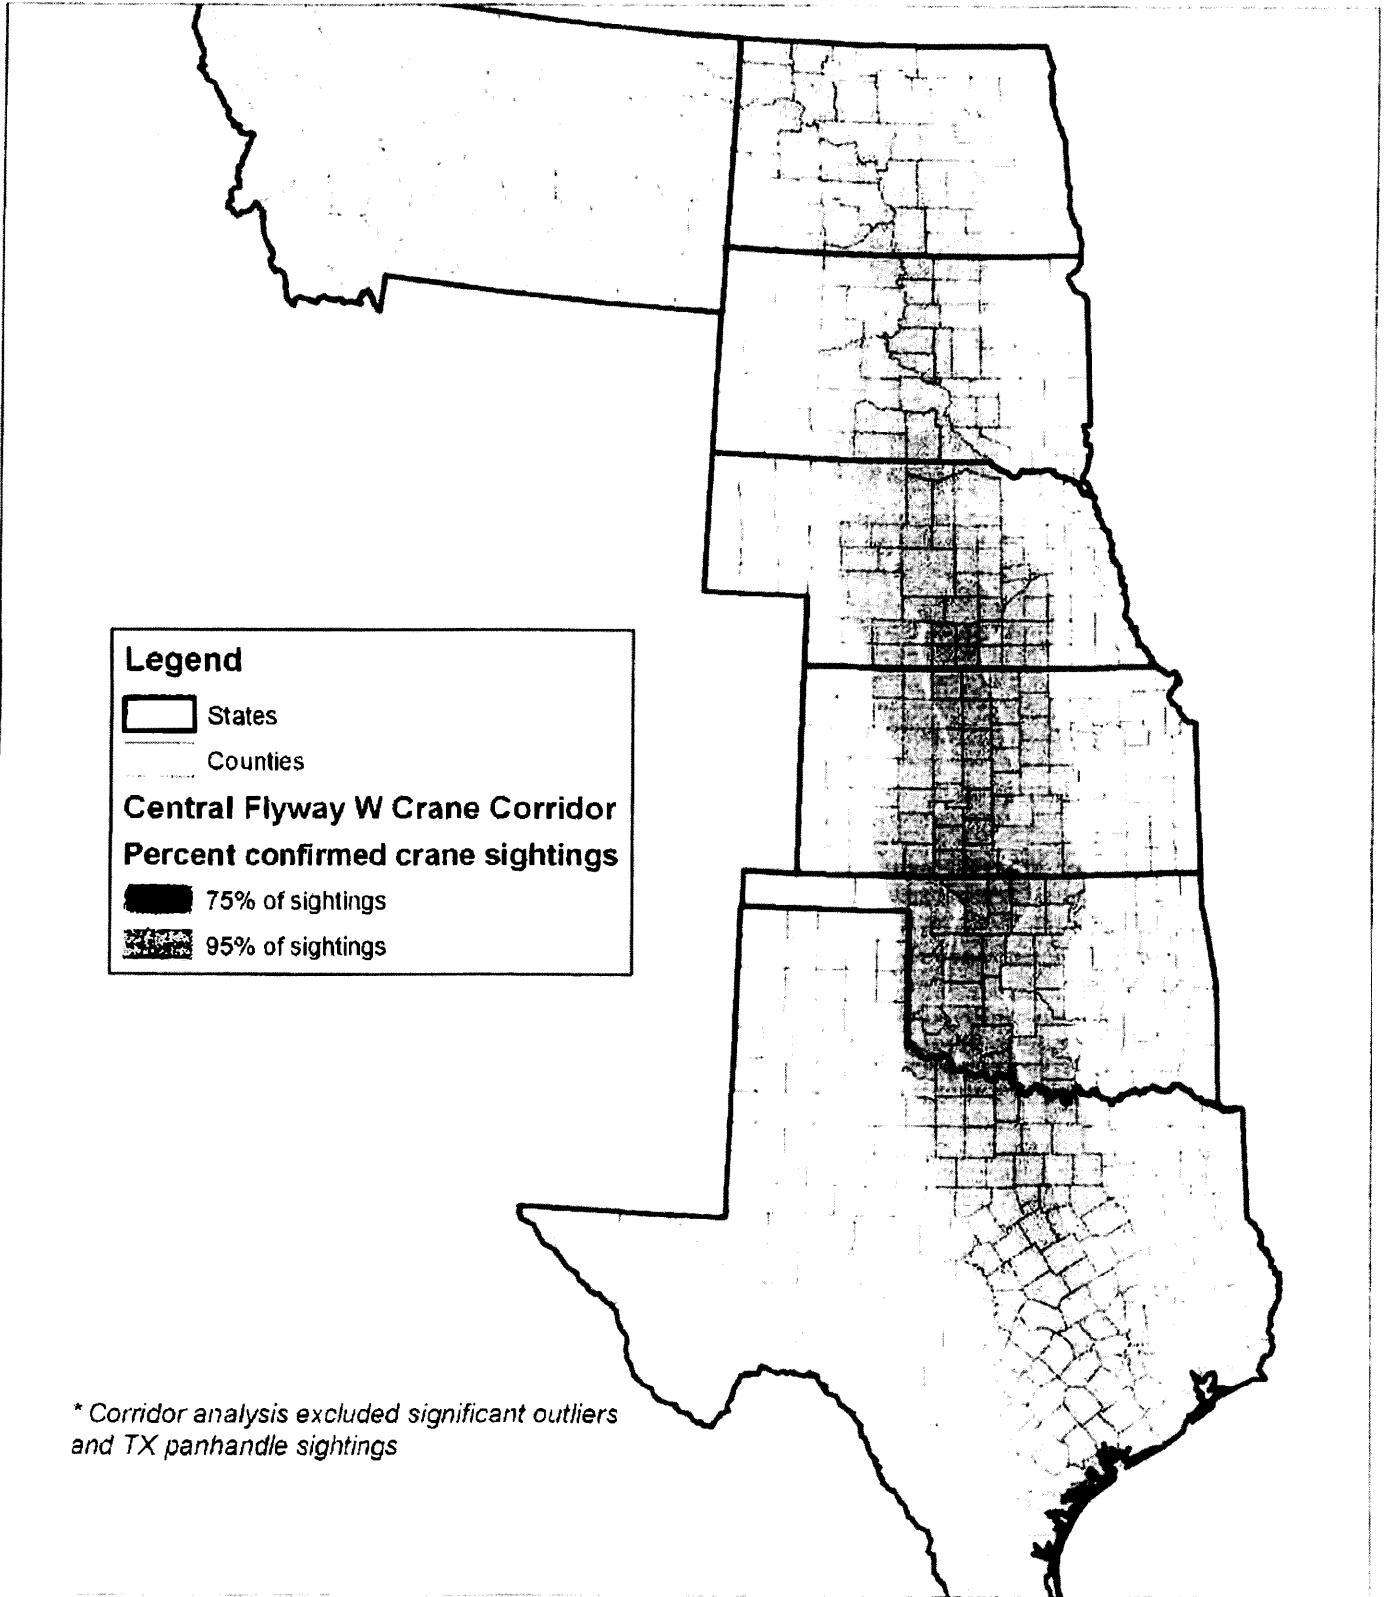 Legend
States
Counties
Central Flyway W Crane Corridor
Percent confirmed crane sightings
75% of sightings
95% of sightings
* Corridor analysis excluded significant outliers
and TX panhandle sightings